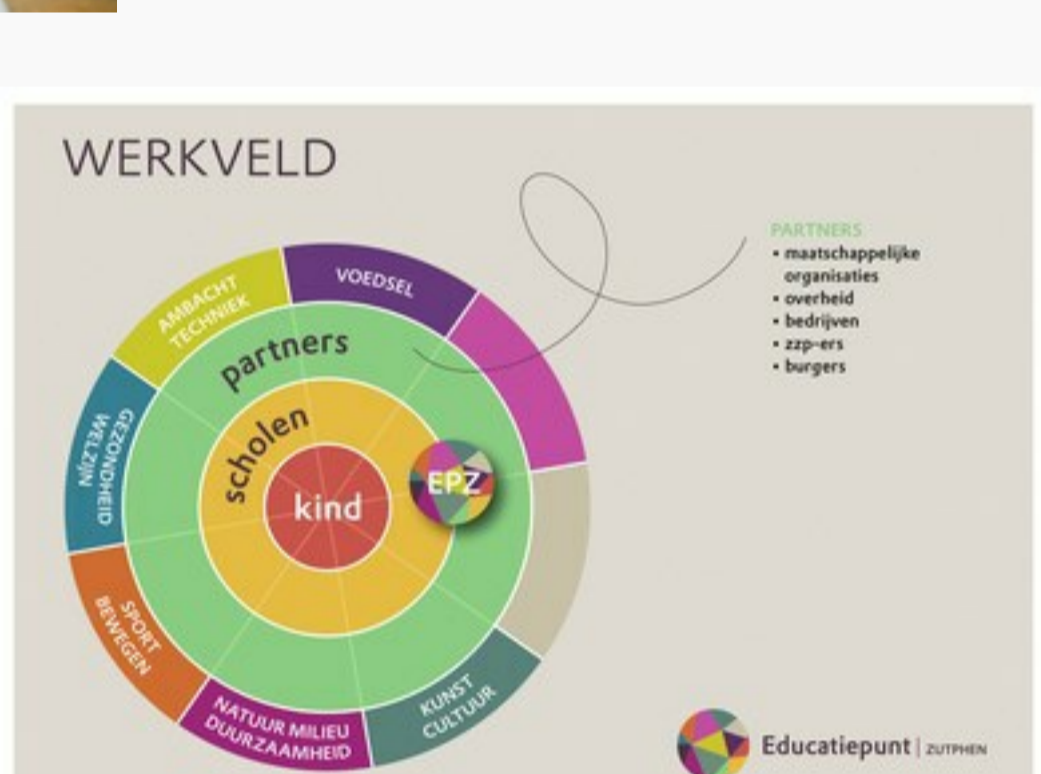 WERKVELD
PARTNERS
• maatschappelijke
organisaties
• overheid
• bedrijven
• zzp-ers
• burgers
VOEDSEL
AMBACHT
TECHNIEK
partners
GEZONDHEID
WELZIJN
scholen
kind
EPZ
SPORT
BEWEGEN
NATUUR MILIEU
DUURZAAMHEID
KUNST
CULTUUR
Educatiepunt | ZUTPHEN